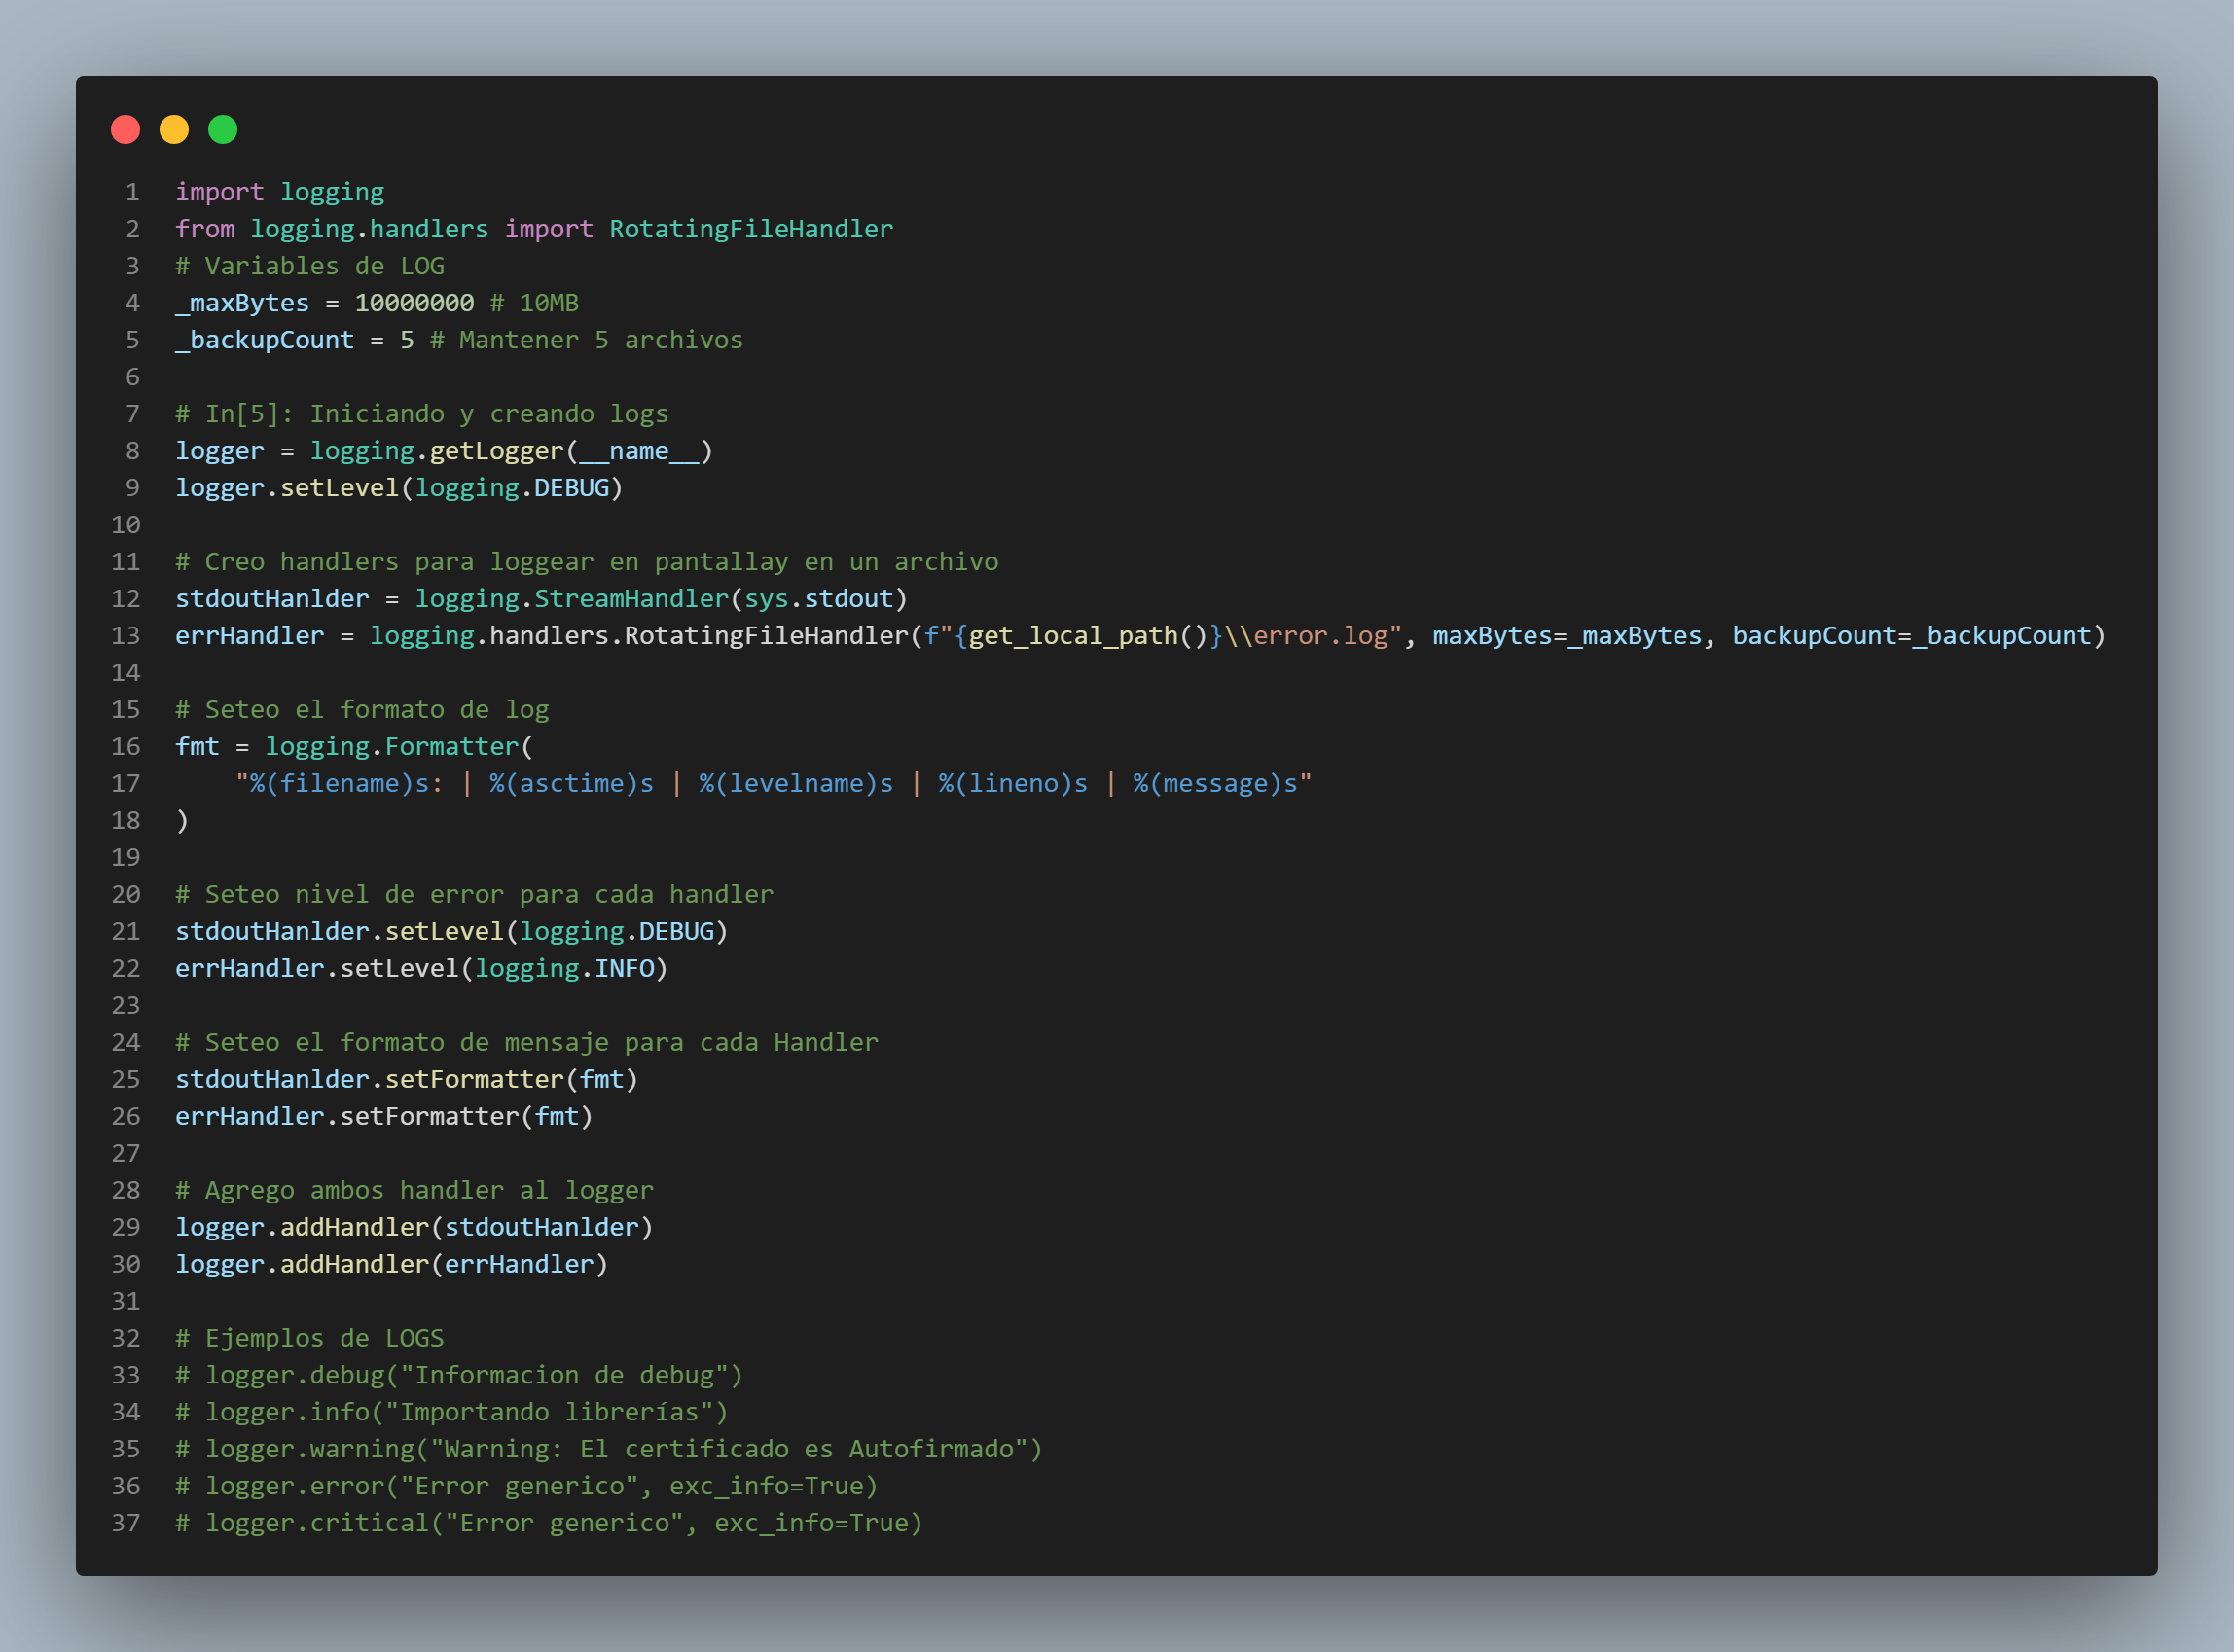 1 import logging
2 from logging.handlers import RotatingFileHandler
3 # Variables de LOG
4 _maxBytes = 10000000 # 10MB
5 _backupCount = 5 # Mantener 5 archivos
6
7 # In[5]: Iniciando y creando logs
8 logger = logging.getLogger(__name__)
9 logger.setLevel(logging.DEBUG)
10
11 # Creo handlers para loggear en pantallay en un archivo
12 stdoutHanlder = logging.StreamHandler(sys.stdout)
13 errHandler = logging.handlers.RotatingFileHandler(f"{get_local_path()}\\error.log", maxBytes=_maxBytes, backupCount=_backupCount)
14
15 # Seteo el formato de log
16 fmt = logging.Formatter(
17     "%(filename)s: | %(asctime)s | %(levelname)s | %(lineno)s | %(message)s"
18 )
19
20 # Seteo nivel de error para cada handler
21 stdoutHanlder.setLevel(logging.DEBUG)
22 errHandler.setLevel(logging.INFO)
23
24 # Seteo el formato de mensaje para cada Handler
25 stdoutHanlder.setFormatter(fmt)
26 errHandler.setFormatter(fmt)
27
28 # Agrego ambos handler al logger
29 logger.addHandler(stdoutHanlder)
30 logger.addHandler(errHandler)
31
32 # Ejemplos de LOGS
33 # logger.debug("Informacion de debug")
34 # logger.info("Importando librerías")
35 # logger.warning("Warning: El certificado es Autofirmado")
36 # logger.error("Error generico", exc_info=True)
37 # logger.critical("Error generico", exc_info=True)